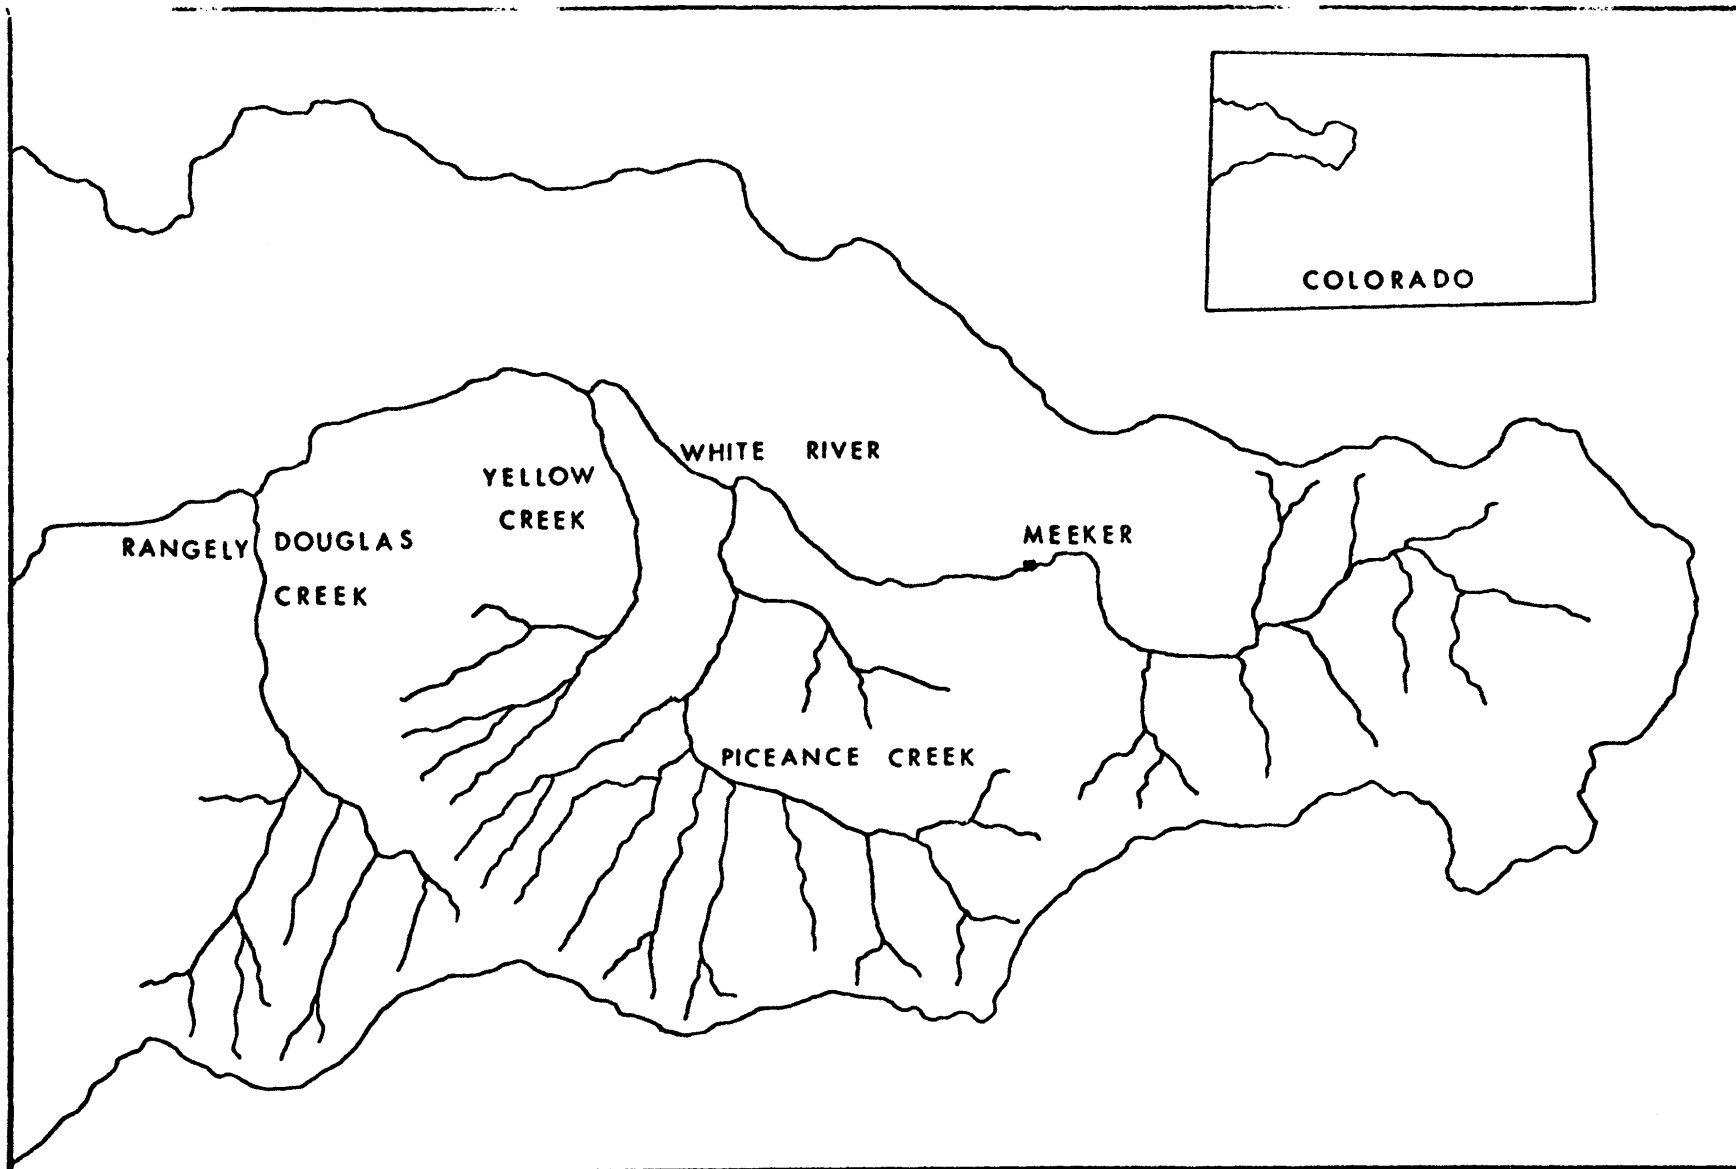 COLORADO
WHITE RIVER
YELLOW
CREEK
MEEKER
RANGELY
DOUGLAS
CREEK
PICEANCE CREEK